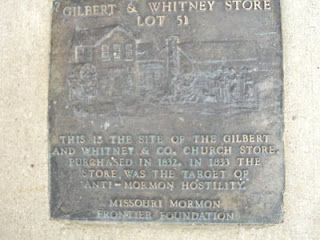 GILBERT & WHITNEY STORE
LOT 51
THIS IS THE SITE OF THE GILBERT
AND WHITNEY & CO. CHURCH STORE.
PURCHASED IN 1832. IN 1833 THE
STORE WAS THE TARGET OF
ANTI-MORMON HOSTILITY.
MISSOURI MORMON
FRONTIER FOUNDATION